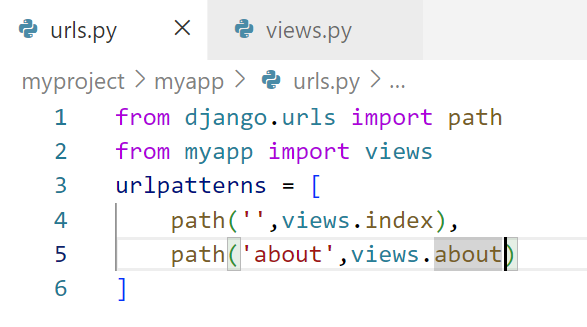 urls.py × views.py
myproject > myapp > urls.py > ...
1 from django.urls import path
2 from myapp import views
3 urlpatterns = [
4     path('',views.index),
5     path('about',views.about)
6 ]